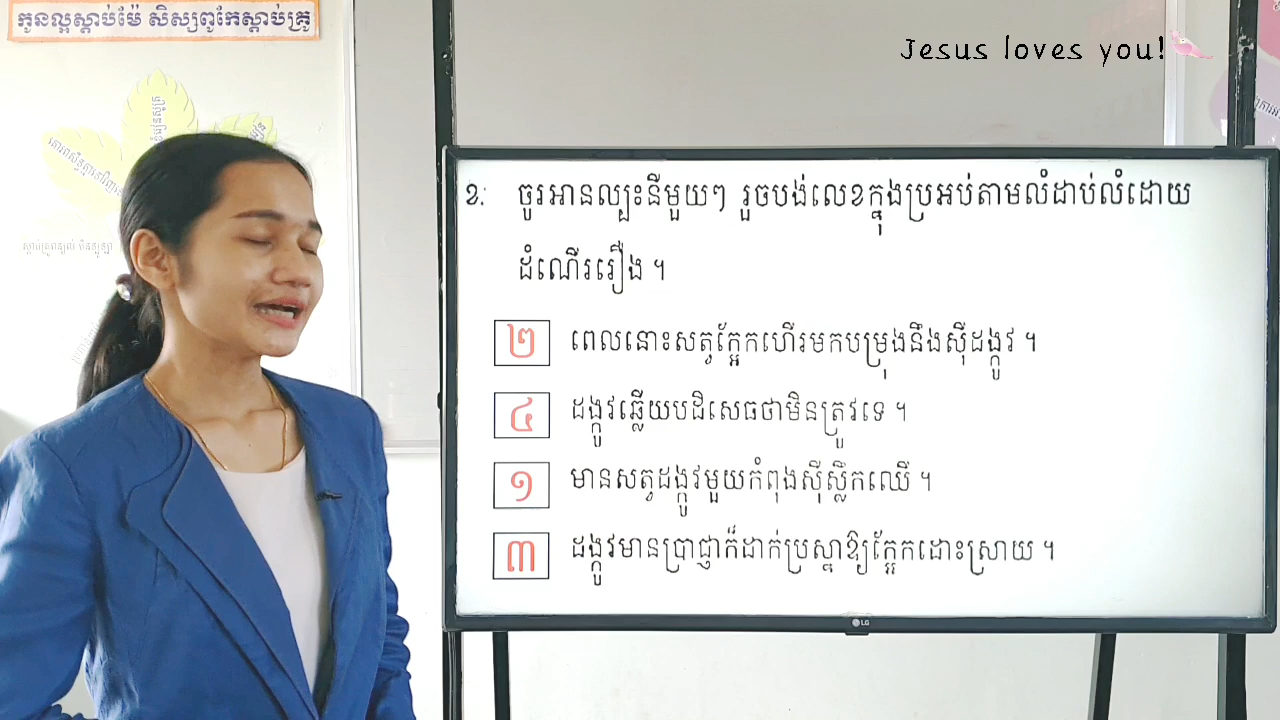 កូនល្អស្ដាប់ម៉ែ សិស្សពូកែស្ដាប់គ្រូ
Jesus loves you!
ខៈ ចូរអានល្បះនីមួយៗ រួចបង់លេខក្នុងប្រអប់តាមលំដាប់លំដោយ
ដំណើររឿង ។
២ ពេលនោះសត្វក្អែកហើរមកបម្រុងនឹងស៊ីដង្កូវ ។
៤ ដង្កូវឆ្លើយបដិសេធថាមិនត្រូវទេ ។
១ មានសត្វដង្កូវមួយកំពុងស៊ីស្លឹកឈើ ។
៣ ដង្កូវមានប្រាជ្ញាក៏ដាក់ប្រស្នាឱ្យក្អែកដោះស្រាយ ។
LG